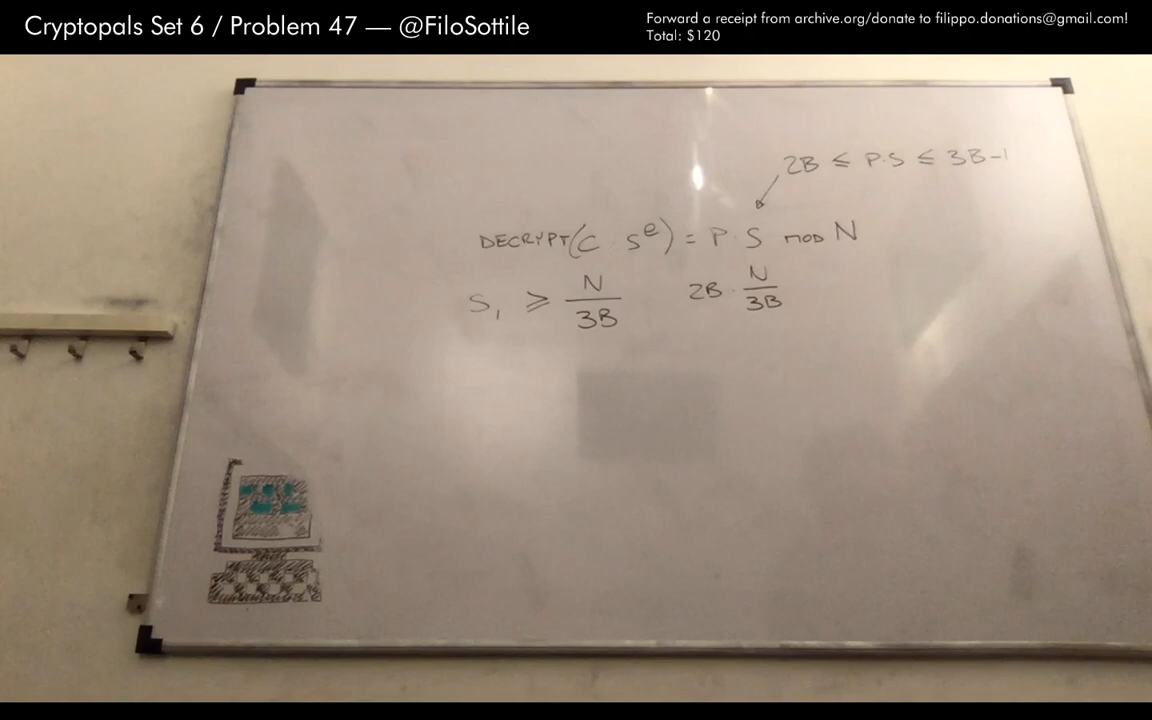 Cryptopals Set 6 / Problem 47 — @FiloSottile
Forward a receipt from archive.org/donate to filippo.donations@gmail.com!
Total: $120
2B ≤ P·S ≤ 3B-1
DECRYPT(C · S^e) = P · S MOD N
S₁ ≥ N/3B
2B · N/3B